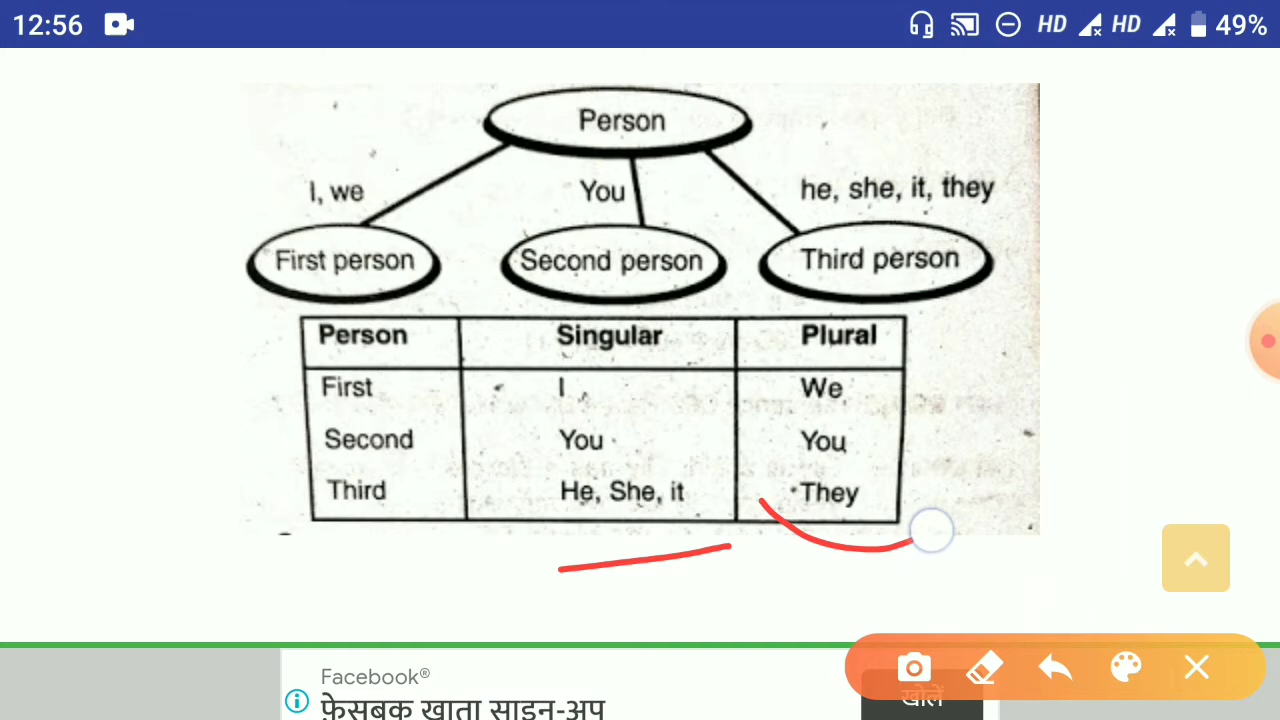 12:56 HD HD 49%
Person
I, we You he, she, it, they
First person Second person Third person
Person Singular Plural
First I We
Second You You
Third He, She, it They
Facebook®
फ़ेसबुक खाता साइन-अप
खोलें